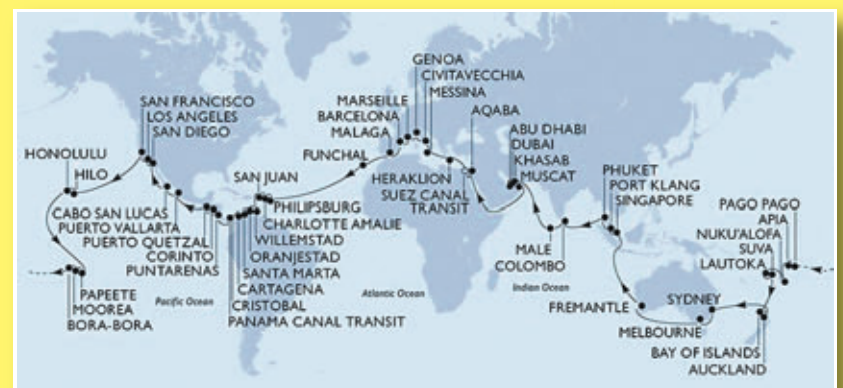 GENOA
CIVITAVECCHIA
MESSINA
MARSEILLE
BARCELONA
MALAGA
AQABA
SAN FRANCISCO
LOS ANGELES
SAN DIEGO
ABU DHABI
DUBAI
KHASAB
MUSCAT
FUNCHAL
HONOLULU
HILO
SAN JUAN
HERAKLION
SUEZ CANAL
TRANSIT
PHUKET
PORT KLANG
SINGAPORE
PAGO PAGO
APIA
NUKU'ALOFA
SUVA
LAUTOKA
CABO SAN LUCAS
PUERTO VALLARTA
PUERTO QUETZAL
CORINTO
PUNTARENAS
PHILIPSBURG
CHARLOTTE AMALIE
WILLEMSTAD
ORANJESTAD
SANTA MARTA
CARTAGENA
CRISTOBAL
PANAMA CANAL TRANSIT
MALE
COLOMBO
PAPEETE
MOOREA
BORA-BORA
Pacific Ocean
Atlantic Ocean
Indian Ocean
FREMANTLE
SYDNEY
MELBOURNE
BAY OF ISLANDS
AUCKLAND